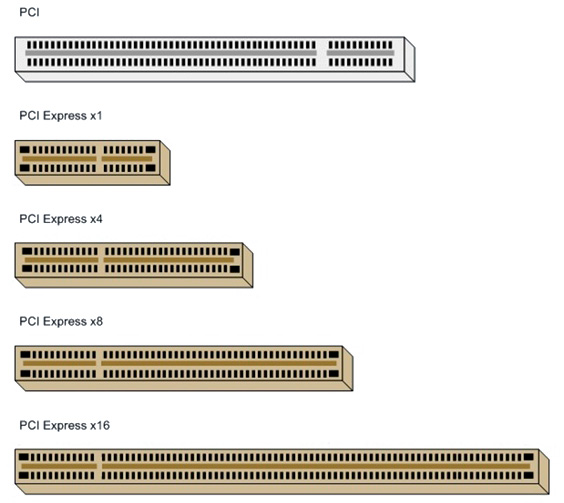 PCI
PCI Express x1
PCI Express x4
PCI Express x8
PCI Express x16